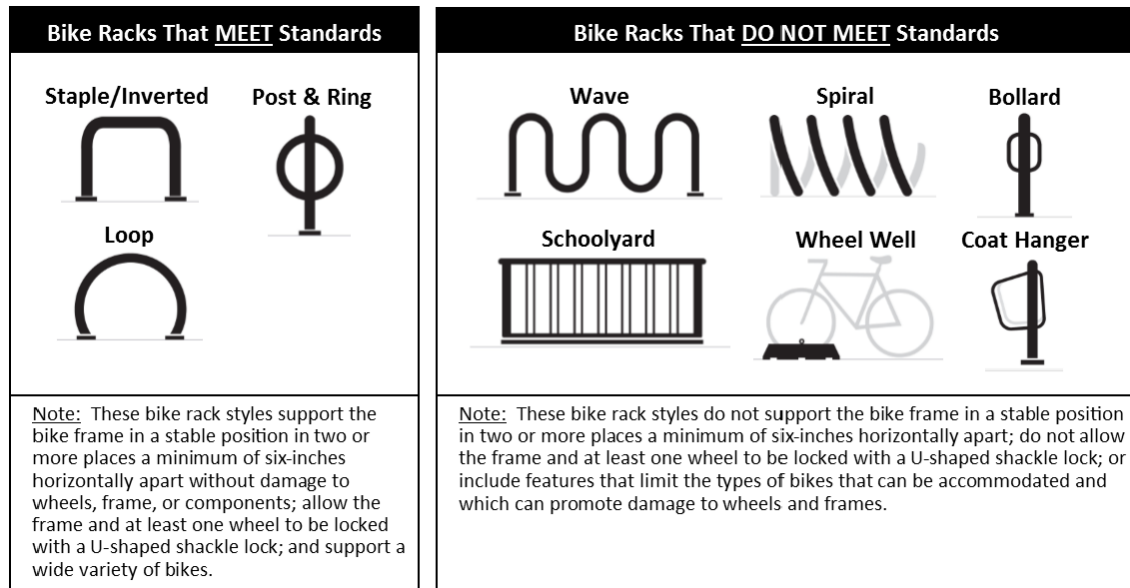 Bike Racks That MEET Standards
Staple/Inverted
Post & Ring
Loop
Note: These bike rack styles support the
bike frame in a stable position in two or
more places a minimum of six-inches
horizontally apart without damage to
wheels, frame, or components; allow the
frame and at least one wheel to be locked
with a U-shaped shackle lock; and support a
wide variety of bikes.
Bike Racks That DO NOT MEET Standards
Wave
Spiral
Bollard
Schoolyard
Wheel Well
Coat Hanger
Note: These bike rack styles do not support the bike frame in a stable position
in two or more places a minimum of six-inches horizontally apart; do not allow
the frame and at least one wheel to be locked with a U-shaped shackle lock; or
include features that limit the types of bikes that can be accommodated and
which can promote damage to wheels and frames.